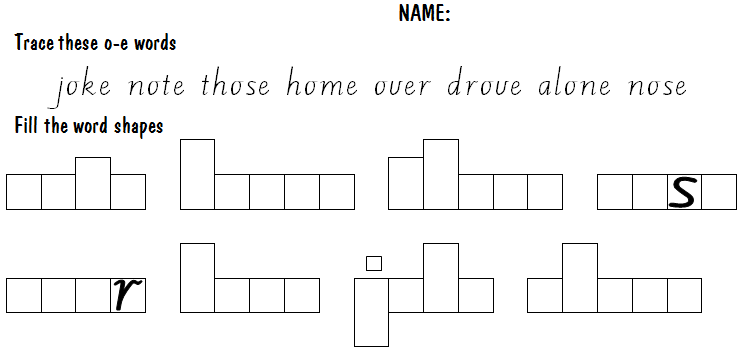 NAME:
Trace these o-e words
joke note those home over drove alone nose
Fill the word shapes
s
r